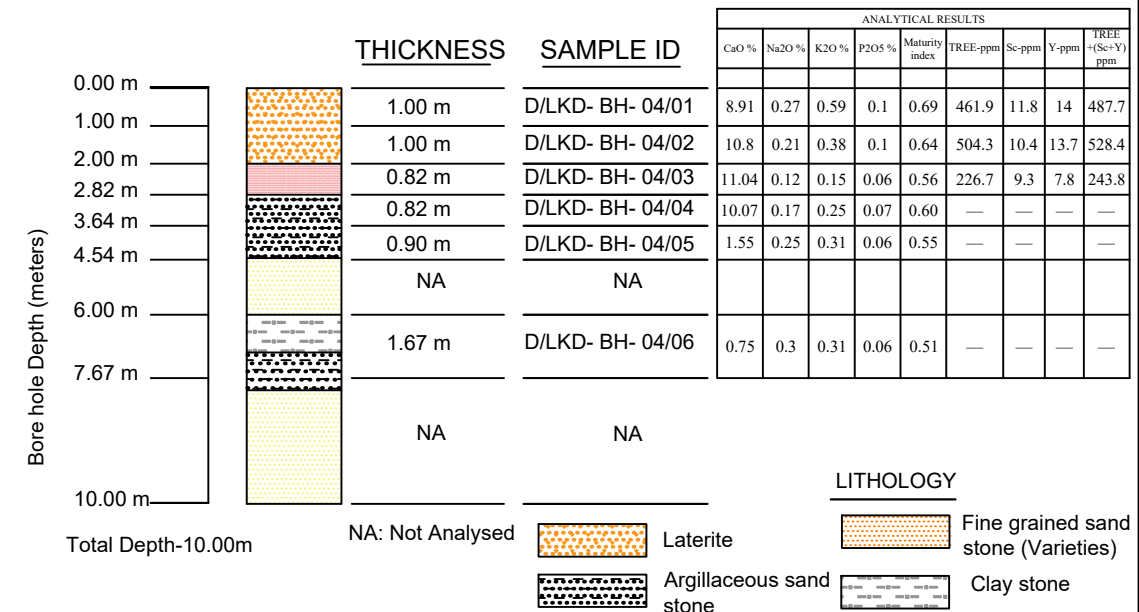 ANALYTICAL RESULTS
THICKNESS SAMPLE ID CaO % Na2O % K2O % P2O5 % Maturity index TREE-ppm Sc-ppm Y-ppm TREE +(Sc+Y) ppm
0.00 m
1.00 m D/LKD- BH- 04/01 8.91 0.27 0.59 0.1 0.69 461.9 11.8 14 487.7
1.00 m
1.00 m D/LKD- BH- 04/02 10.8 0.21 0.38 0.1 0.64 504.3 10.4 13.7 528.4
2.00 m
0.82 m D/LKD- BH- 04/03 11.04 0.12 0.15 0.06 0.56 226.7 9.3 7.8 243.8
2.82 m
0.82 m D/LKD- BH- 04/04 10.07 0.17 0.25 0.07 0.60 — — — —
3.64 m
0.90 m D/LKD- BH- 04/05 1.55 0.25 0.31 0.06 0.55 — — — —
4.54 m
NA NA
6.00 m
1.67 m D/LKD- BH- 04/06 0.75 0.3 0.31 0.06 0.51 — — — —
7.67 m
NA NA
10.00 m
Bore hole Depth (meters)
Total Depth-10.00m
NA: Not Analysed
LITHOLOGY
Laterite
Fine grained sand
stone (Varieties)
Argillaceous sand
stone
Clay stone